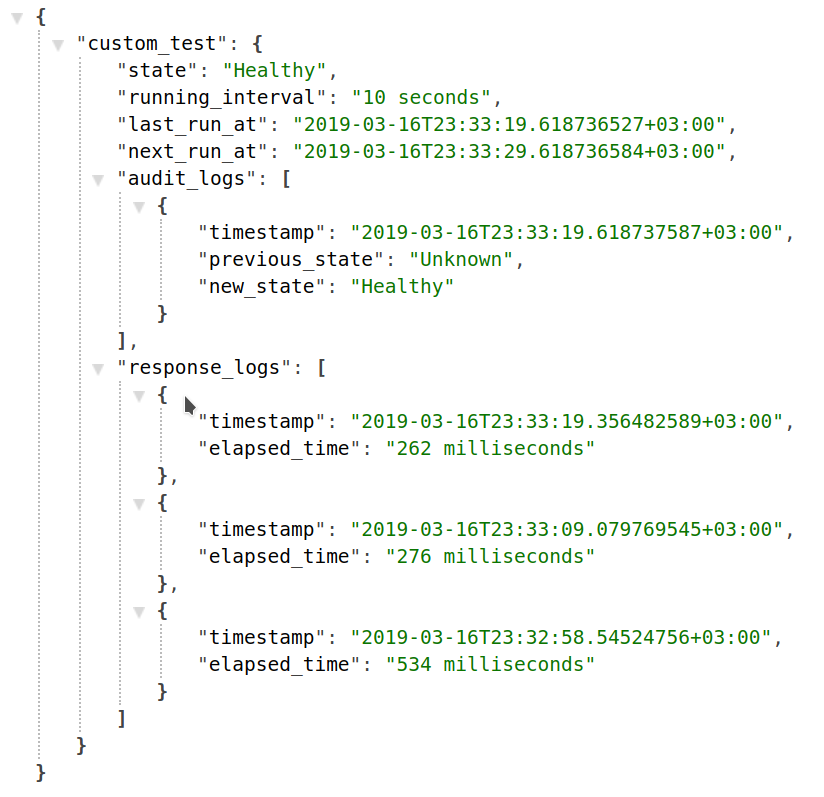 {
"custom_test": {
"state": "Healthy",
"running_interval": "10 seconds",
"last_run_at": "2019-03-16T23:33:19.618736527+03:00",
"next_run_at": "2019-03-16T23:33:29.618736584+03:00",
"audit_logs": [
{
"timestamp": "2019-03-16T23:33:19.618737587+03:00",
"previous_state": "Unknown",
"new_state": "Healthy"
}
],
"response_logs": [
{
"timestamp": "2019-03-16T23:33:19.356482589+03:00",
"elapsed_time": "262 milliseconds"
},
{
"timestamp": "2019-03-16T23:33:09.079769545+03:00",
"elapsed_time": "276 milliseconds"
},
{
"timestamp": "2019-03-16T23:32:58.54524756+03:00",
"elapsed_time": "534 milliseconds"
}
]
}
}